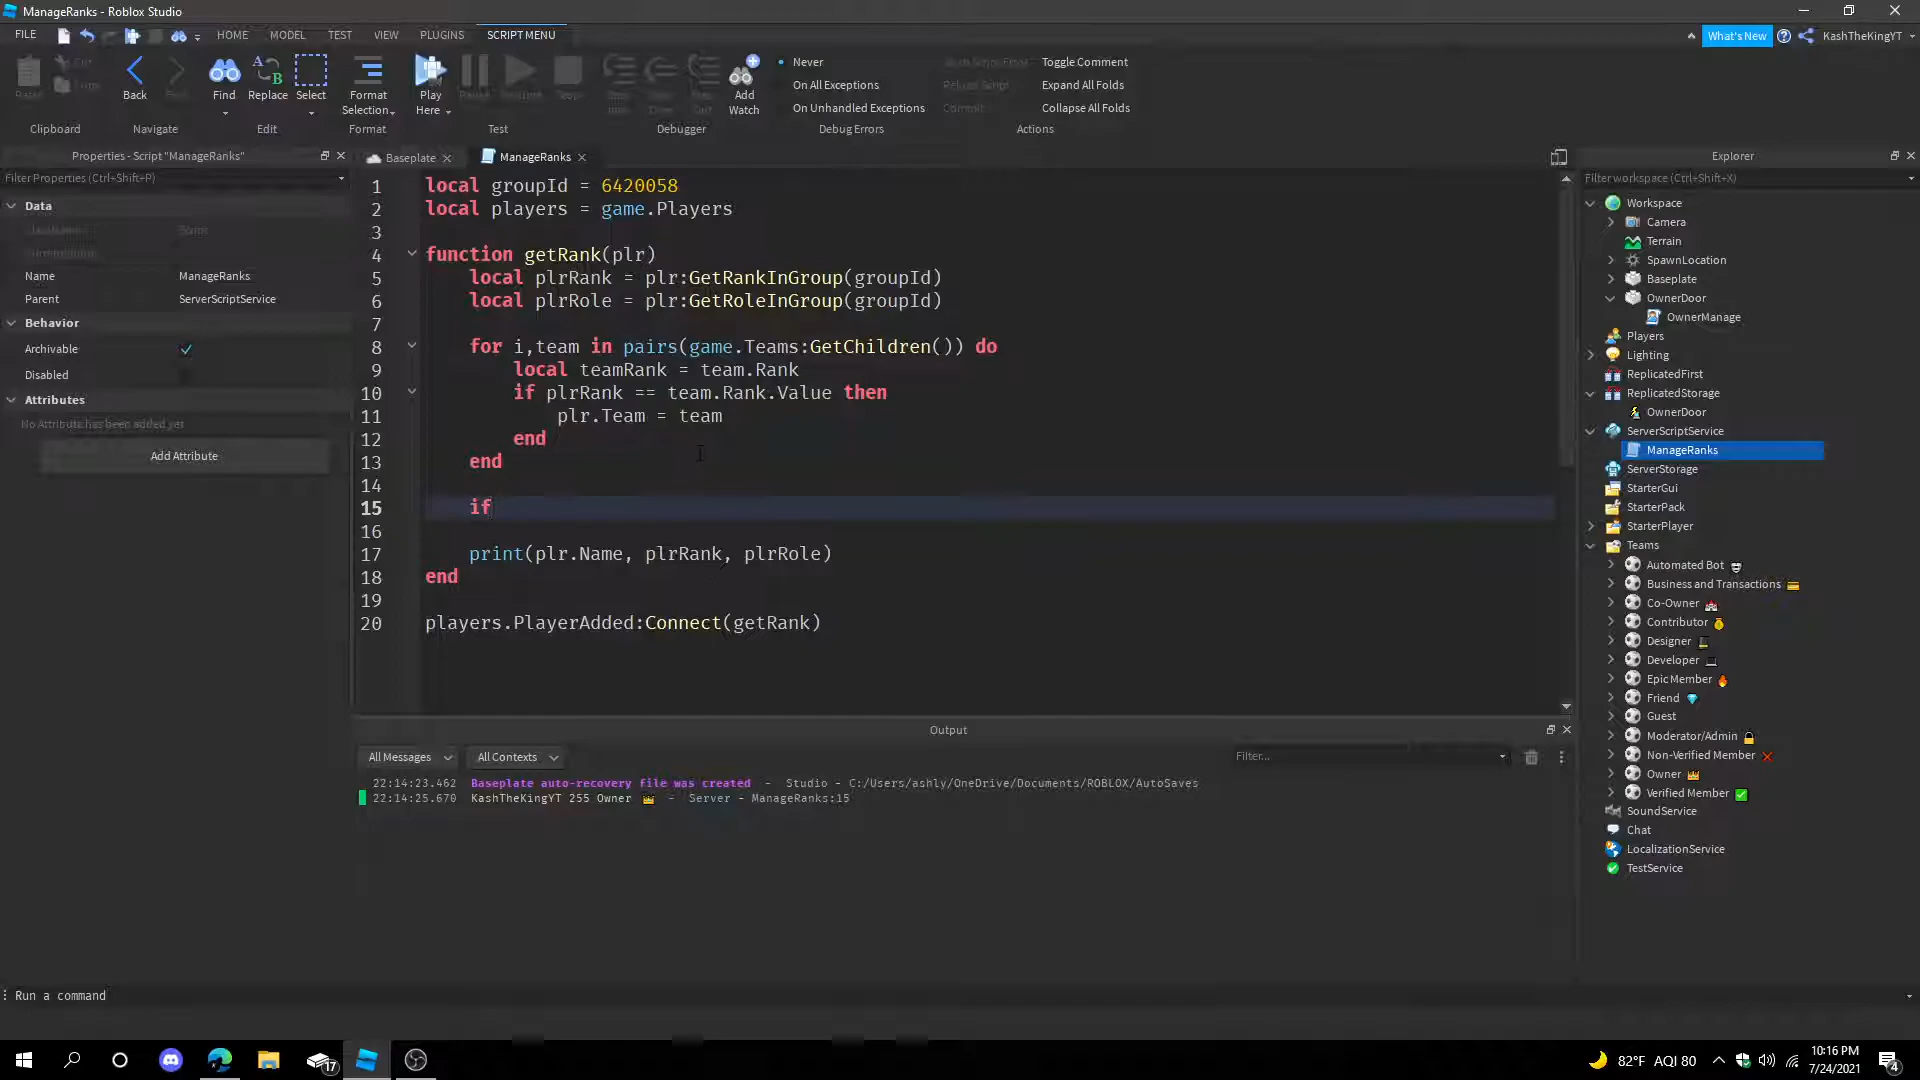 ManageRanks - Roblox Studio
FILE
HOME
MODEL
TEST
VIEW
PLUGINS
SCRIPT MENU
What's New
KashTheKingYT
Back
Find
Replace
Select
Format
Selection
Play
Here
Add
Watch
Never
On All Exceptions
On Unhandled Exceptions
Reload Script
Commit
Toggle Comment
Expand All Folds
Collapse All Folds
Clipboard
Navigate
Edit
Format
Test
Debugger
Debug Errors
Actions
Properties - Script "ManageRanks"
Filter Properties (Ctrl+Shift+P)
Data
Name ManageRanks
Parent ServerScriptService
Behavior
Archivable
Disabled
Attributes
No Attribute has been added yet
Add Attribute
Baseplate
ManageRanks
1 local groupId = 6420058
2 local players = game.Players
3
4 function getRank(plr)
5 local plrRank = plr:GetRankInGroup(groupId)
6 local plrRole = plr:GetRoleInGroup(groupId)
7
8 for i,team in pairs(game.Teams:GetChildren()) do
9 local teamRank = team.Rank
10 if plrRank == team.Rank.Value then
11 plr.Team = team
12 end
13 end
14
15 if
16
17 print(plr.Name, plrRank, plrRole)
18 end
19
20 players.PlayerAdded:Connect(getRank)
Output
All Messages
All Contexts
Filter...
22:14:23.462 Baseplate auto-recovery file was created - Studio - C:/Users/ashly/OneDrive/Documents/ROBLOX/AutoSaves
22:14:25.670 KashTheKingYT 255 Owner 👑 - Server - ManageRanks:15
Explorer
Filter workspace (Ctrl+Shift+X)
Workspace
Camera
Terrain
SpawnLocation
Baseplate
OwnerDoor
OwnerManage
Players
Lighting
ReplicatedFirst
ReplicatedStorage
OwnerDoor
ServerScriptService
ManageRanks
ServerStorage
StarterGui
StarterPack
StarterPlayer
Teams
Automated Bot
Business and Transactions 💳
Co-Owner
Contributor
Designer
Developer 💻
Epic Member 🔥
Friend 💎
Guest
Moderator/Admin 🔒
Non-Verified Member ❌
Owner 👑
Verified Member ✅
SoundService
Chat
LocalizationService
TestService
Run a command
17
82°F AQI 80
10:16 PM
7/24/2021
4